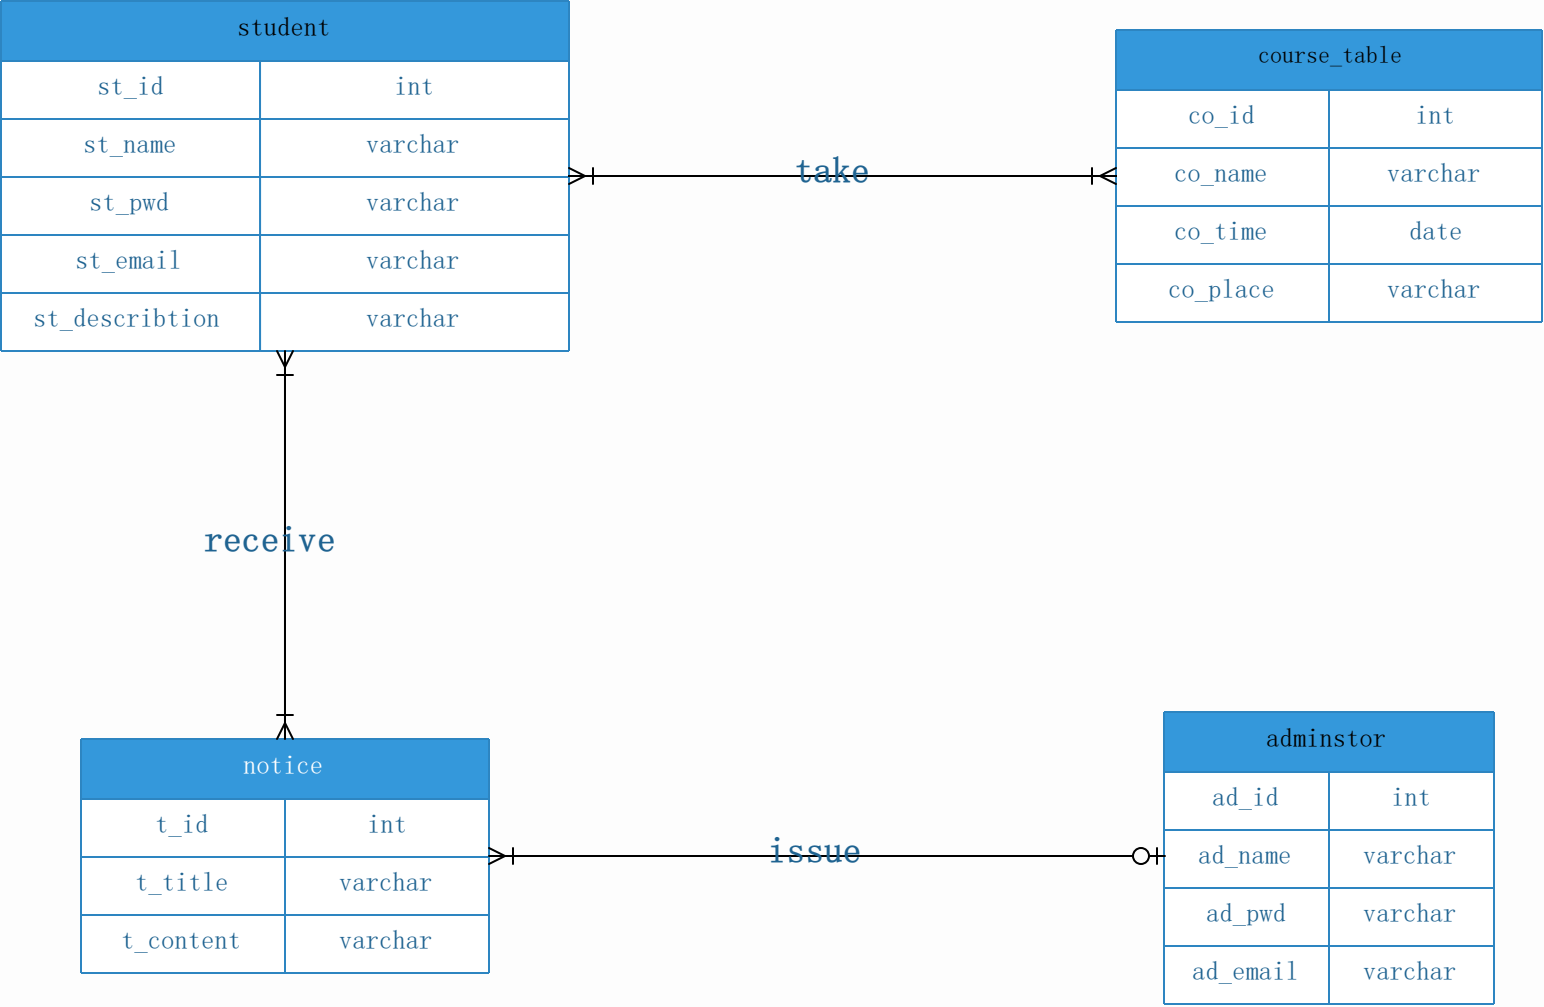 student
st_id int
st_name varchar
st_pwd varchar
st_email varchar
st_describtion varchar
take
course_table
co_id int
co_name varchar
co_time date
co_place varchar
receive
notice
t_id int
t_title varchar
t_content varchar
issue
adminstor
ad_id int
ad_name varchar
ad_pwd varchar
ad_email varchar